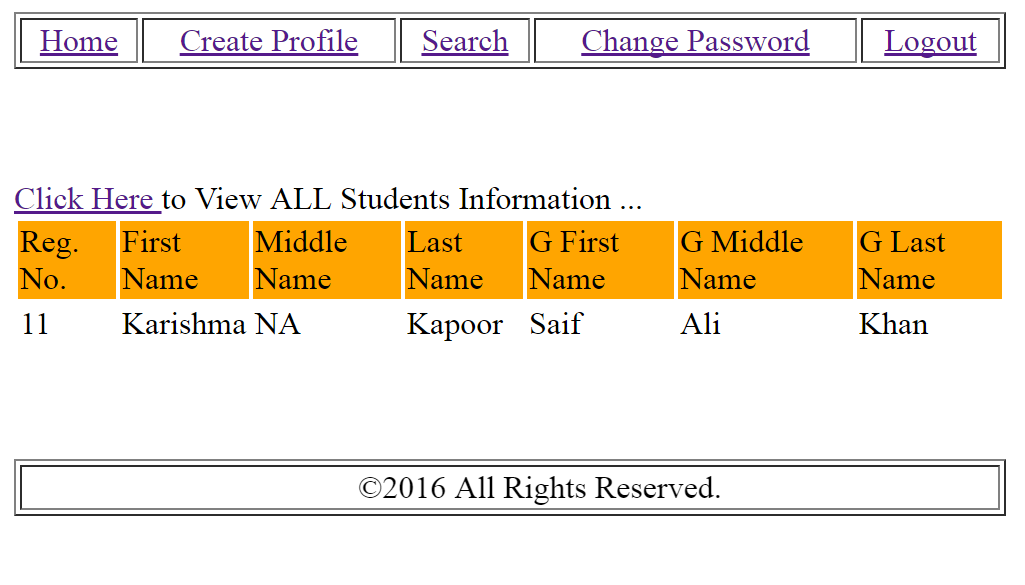 Home Create Profile Search Change Password Logout
Click Here to View ALL Students Information ...
Reg. No. First Name Middle Name Last Name G First Name G Middle Name G Last Name
11 Karishma NA Kapoor Saif Ali Khan
©2016 All Rights Reserved.